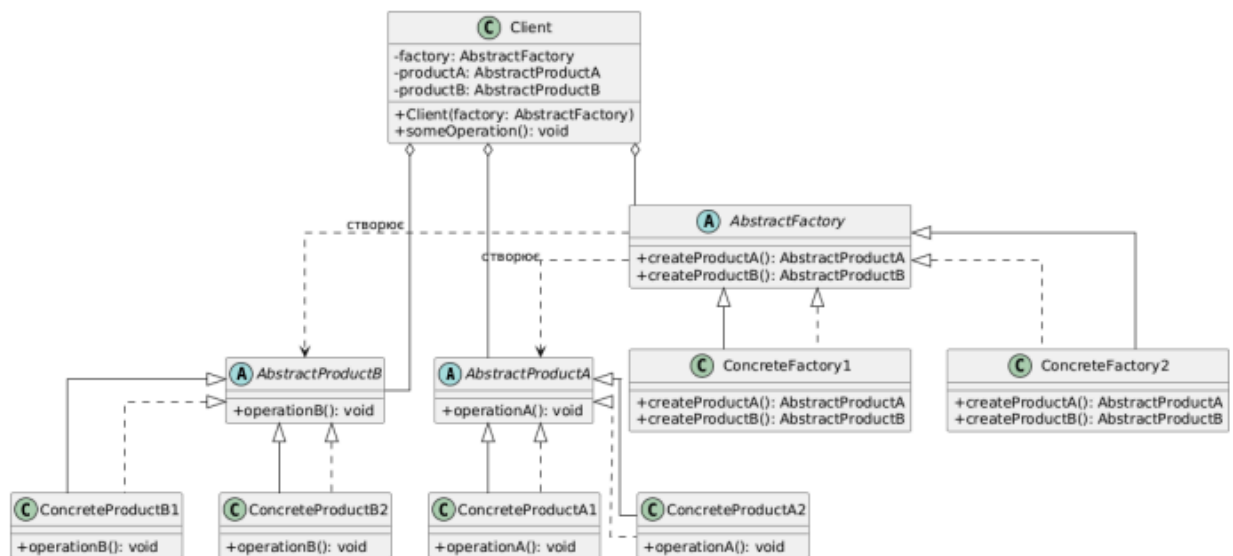 C Client
-factory: AbstractFactory
-productA: AbstractProductA
-productB: AbstractProductB
+Client(factory: AbstractFactory)
+someOperation(): void
створює
A AbstractFactory
створює
+createProductA(): AbstractProductA
+createProductB(): AbstractProductB
A AbstractProductB
+operationB(): void
A AbstractProductA
+operationA(): void
C ConcreteFactory1
+createProductA(): AbstractProductA
+createProductB(): AbstractProductB
C ConcreteFactory2
+createProductA(): AbstractProductA
+createProductB(): AbstractProductB
C ConcreteProductB1
+operationB(): void
C ConcreteProductB2
+operationB(): void
C ConcreteProductA1
+operationA(): void
C ConcreteProductA2
+operationA(): void